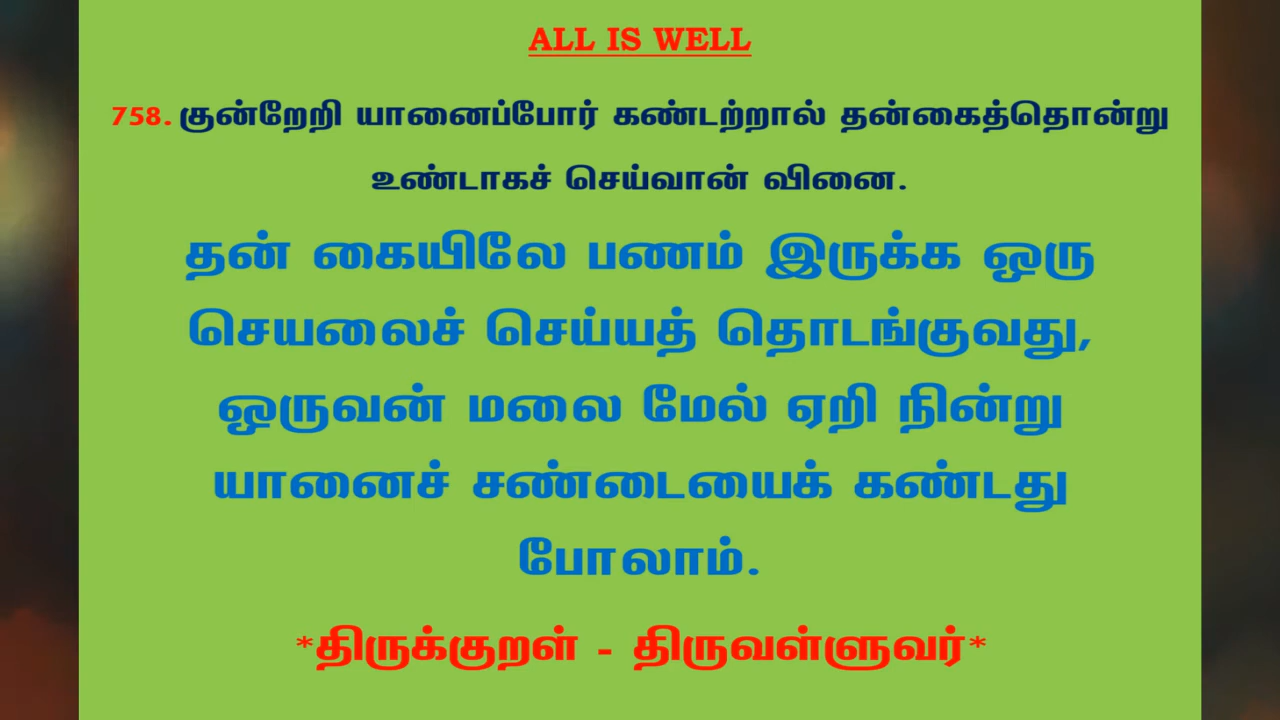 ALL IS WELL
758. குன்றேறி யானைப்போர் கண்டற்றால் தன்கைத்தொன்று
உண்டாகச் செய்வான் வினை.
தன் கையிலே பணம் இருக்க ஒரு
செயலைச் செய்யத் தொடங்குவது,
ஒருவன் மலை மேல் ஏறி நின்று
யானைச் சண்டையைக் கண்டது
போலாம்.
*திருக்குறள் - திருவள்ளுவர்*